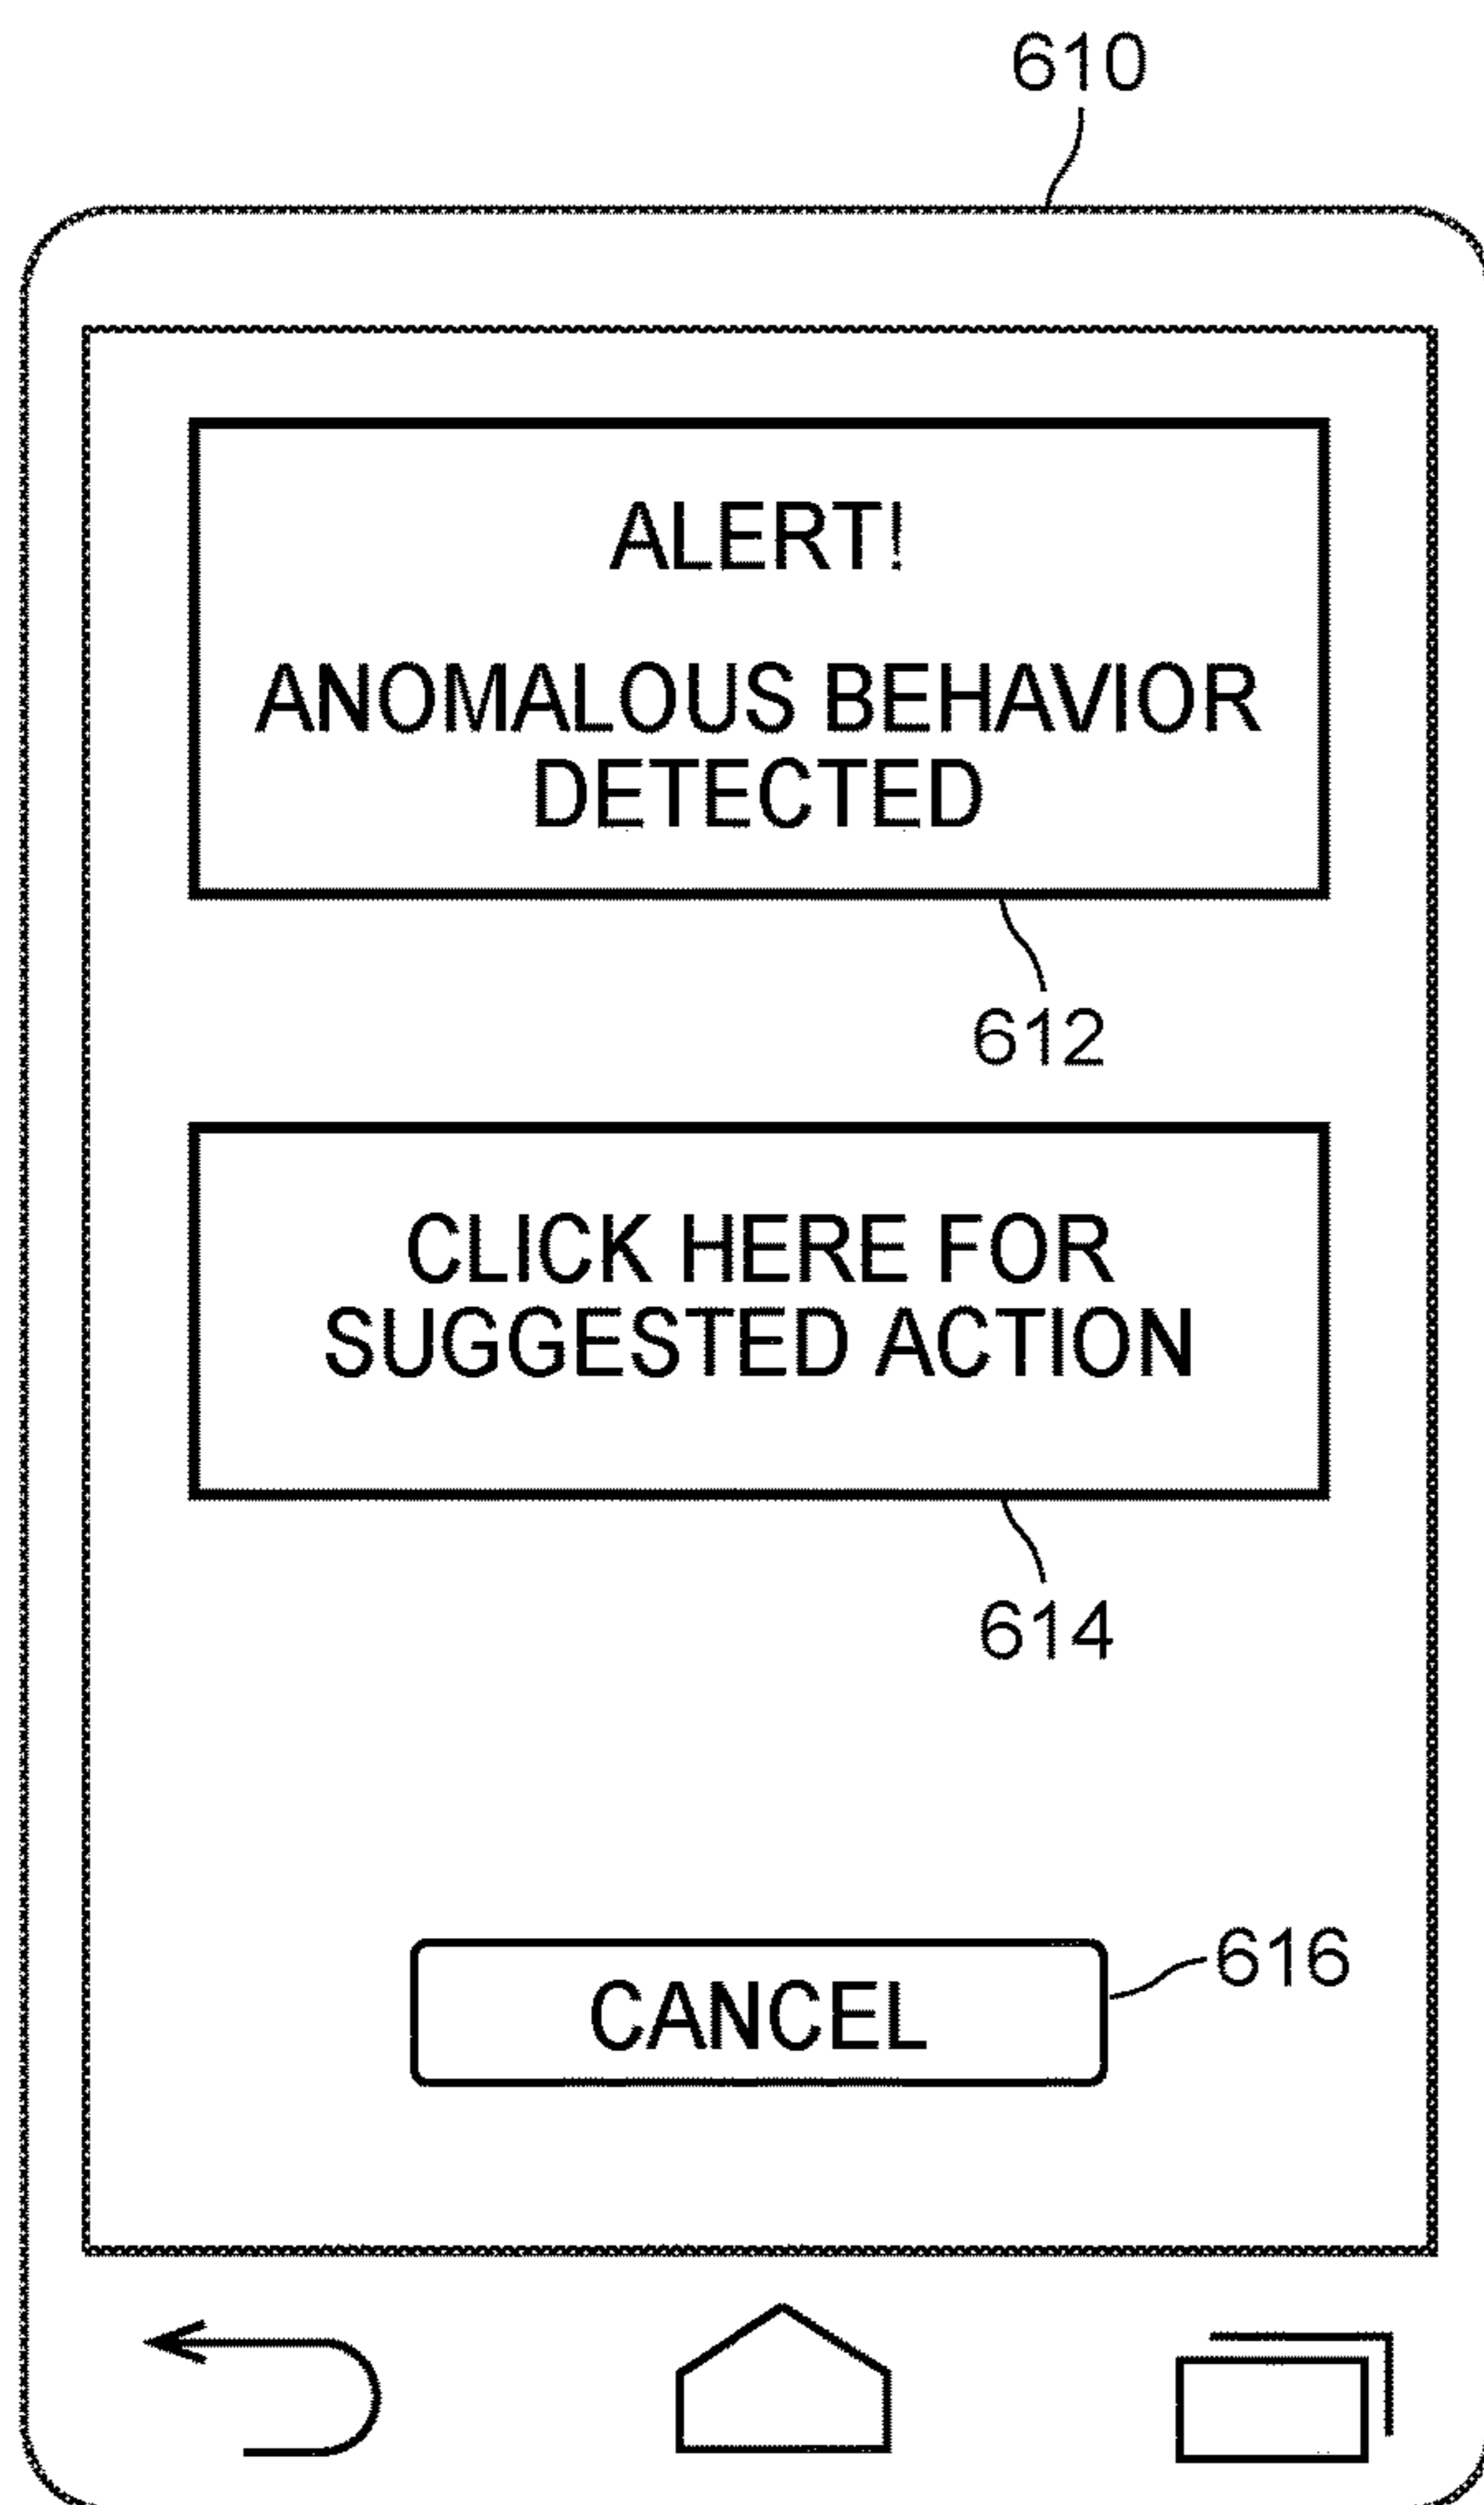 610
ALERT!
ANOMALOUS BEHAVIOR
DETECTED
612
CLICK HERE FOR
SUGGESTED ACTION
614
616
CANCEL